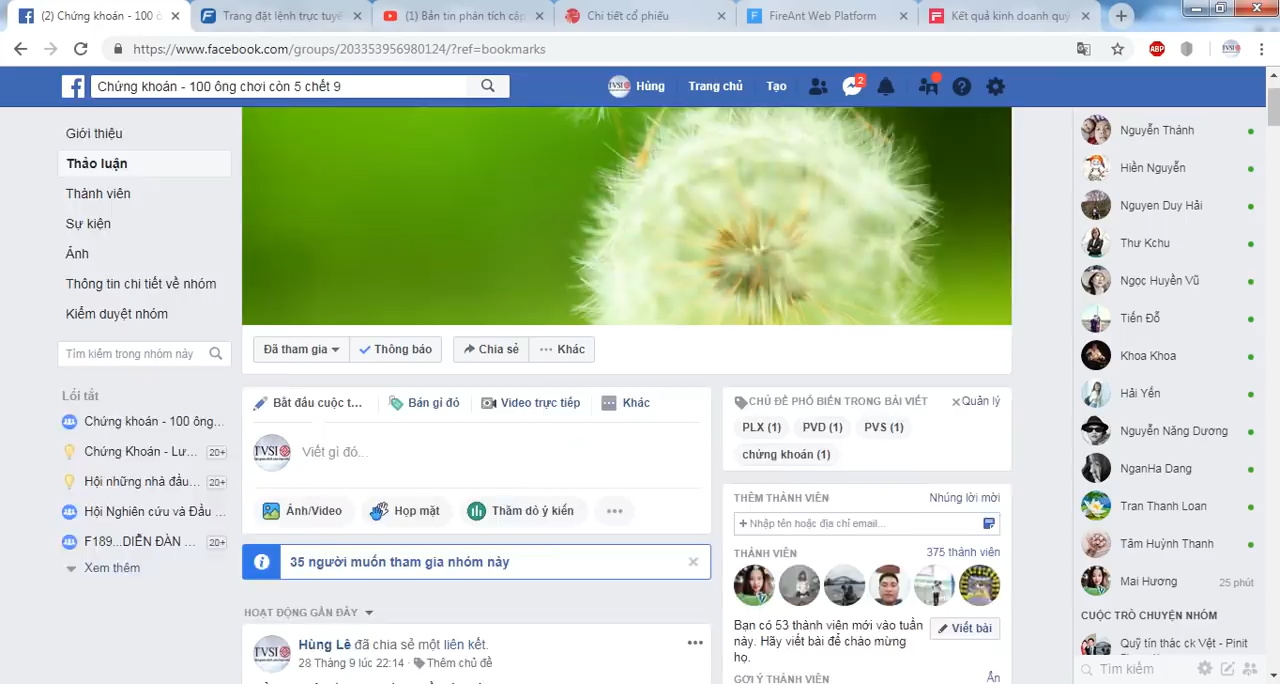 (2) Chứng khoán - 100 ô
Trang đặt lệnh trực tuyế
(1) Bản tin phân tích cập
Chi tiết cổ phiếu
FireAnt Web Platform
Kết quả kinh doanh quý
https://www.facebook.com/groups/203353956980124/?ref=bookmarks
ABP
TVSI
Chứng khoán - 100 ông chơi còn 5 chết 9
TVSI
Hùng
Trang chủ
Tạo
2
Giới thiệu
Thảo luận
Thành viên
Sự kiện
Ảnh
Thông tin chi tiết về nhóm
Kiểm duyệt nhóm
Tìm kiếm trong nhóm này
Lối tắt
Chứng khoán - 100 ông...
Chứng Khoán - Lư... 20+
Hội những nhà đầu... 20+
Hội Nghiên cứu và Đầu ...
F189...DIỄN ĐÀN ... 20+
Xem thêm
Đã tham gia
Thông báo
Chia sẻ
Khác
Bắt đầu cuộc t...
Bán gì đó
Video trực tiếp
Khác
TVSI
Viết gì đó...
Ảnh/Video
Họp mặt
Thăm dò ý kiến
35 người muốn tham gia nhóm này
HOẠT ĐỘNG GẦN ĐÂY
TVSI
Hùng Lê đã chia sẻ một liên kết.
28 Tháng 9 lúc 22:14 · Thêm chủ đề
CHỦ ĐỀ PHỔ BIẾN TRONG BÀI VIẾT
Quản lý
PLX (1)
PVD (1)
PVS (1)
chứng khoán (1)
THÊM THÀNH VIÊN
Nhúng lời mời
+ Nhập tên hoặc địa chỉ email...
THÀNH VIÊN
375 thành viên
Bạn có 53 thành viên mới vào tuần
này. Hãy viết bài để chào mừng
họ.
Viết bài
GỢI Ý THÀNH VIÊN
Ẩn
Nguyễn Thánh
Hiền Nguyễn
Nguyen Duy Hải
Thư Kchu
Ngọc Huyền Vũ
Tiến Đỗ
Khoa Khoa
Hải Yến
Nguyễn Năng Dương
NganHa Dang
Tran Thanh Loan
Tâm Huỳnh Thanh
Mai Hương
25 phút
CUỘC TRÒ CHUYỆN NHÓM
Quỹ tín thác ck Vệt - Pinit
Tìm kiếm